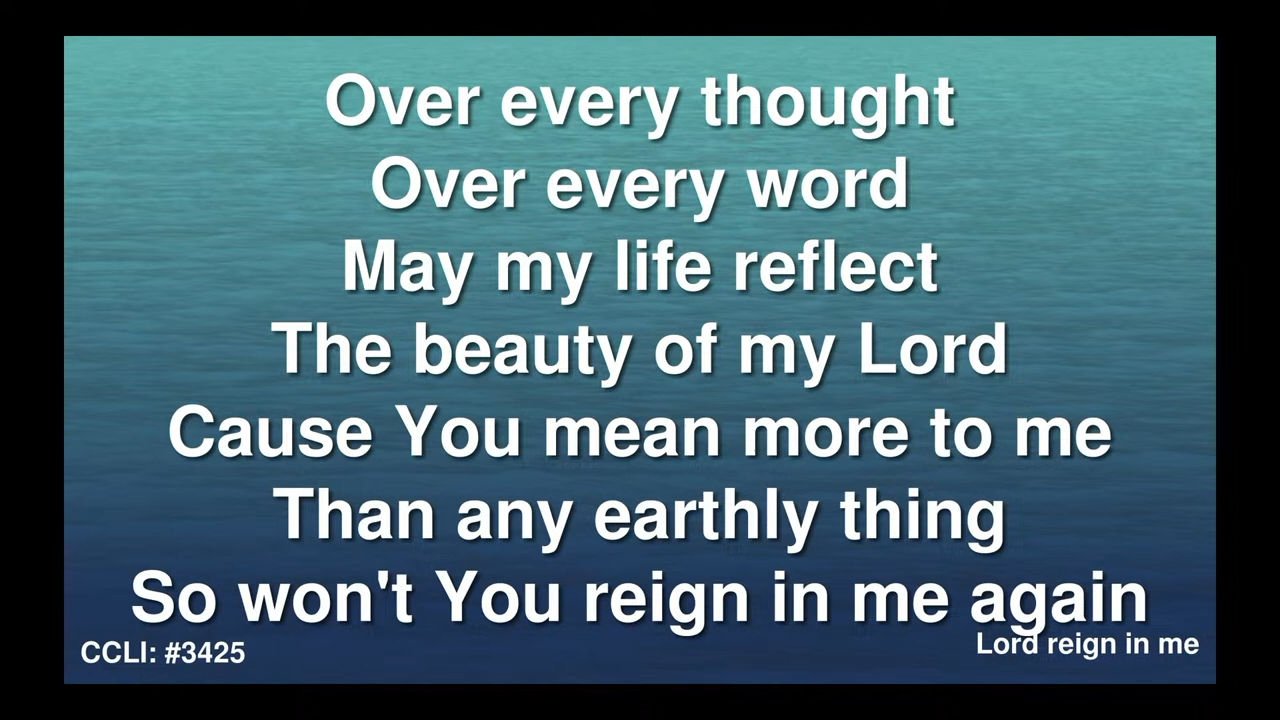 Over every thought
Over every word
May my life reflect
The beauty of my Lord
Cause You mean more to me
Than any earthly thing
So won't You reign in me again
CCLI: #3425
Lord reign in me